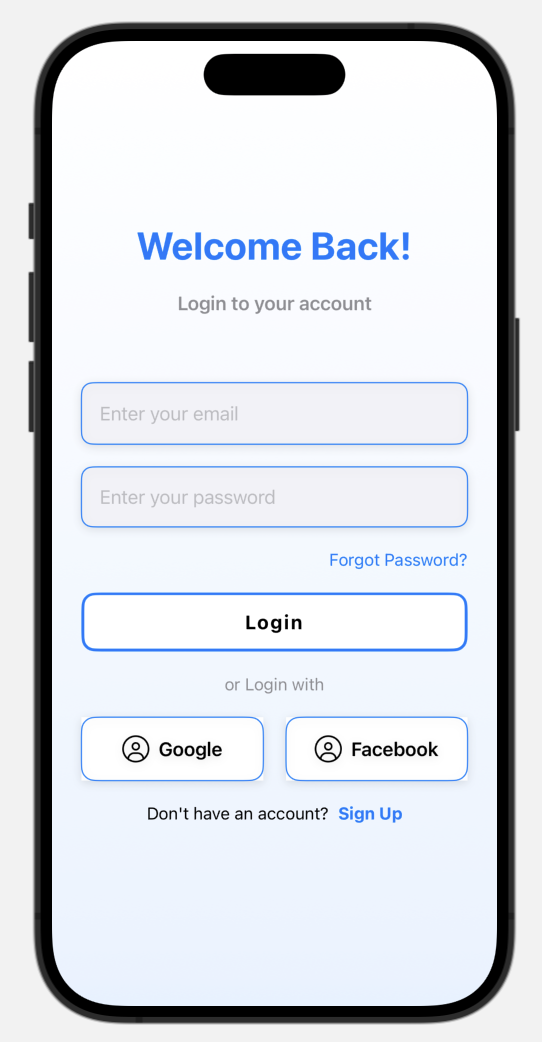 Welcome Back!
Login to your account
Enter your email
Enter your password
Forgot Password?
Login
or Login with
Google
Facebook
Don't have an account? Sign Up